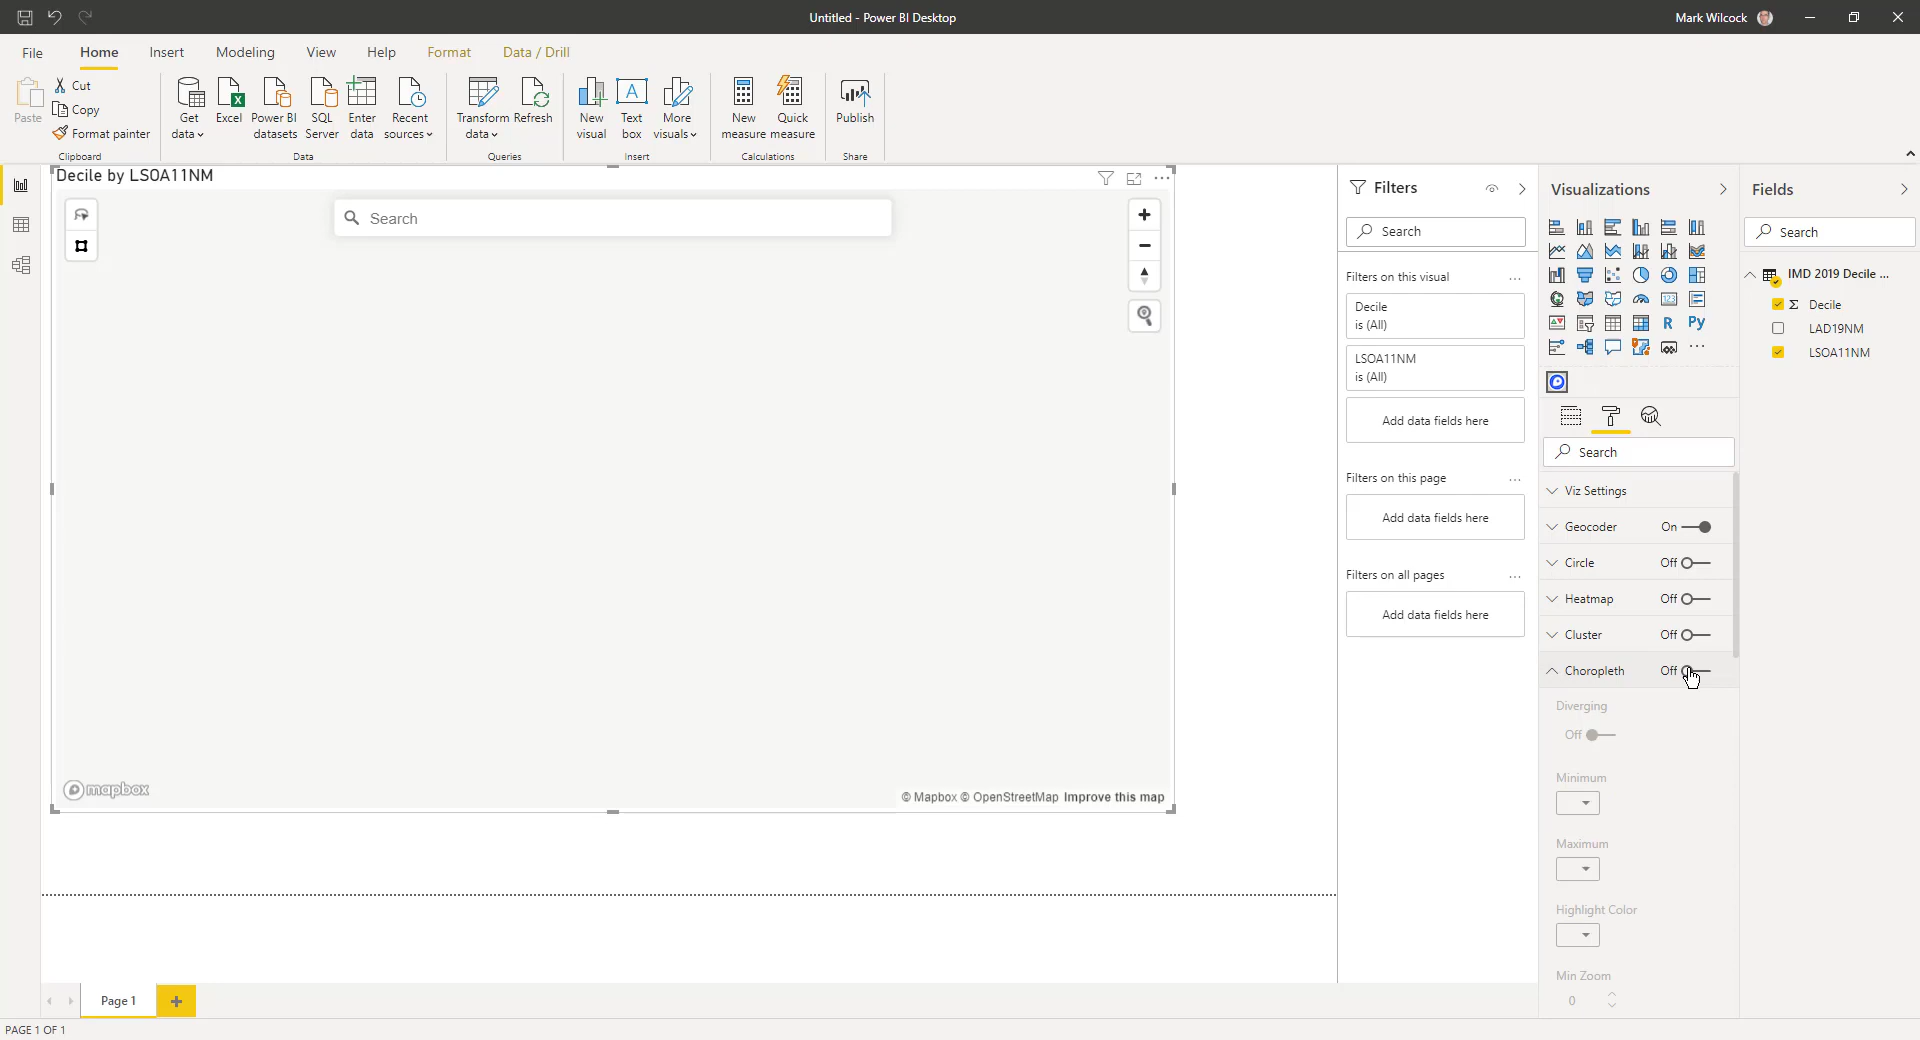 Untitled - Power BI Desktop
Mark Wilcock
File Home Insert Modeling View Help Format Data / Drill
Paste
Cut
Copy
Format painter
Clipboard
Get data
Excel
Power BI datasets
SQL Server
Enter data
Recent sources
Data
Transform data
Refresh
Queries
New visual
Text box
More visuals
Insert
New measure
Quick measure
Calculations
Publish
Share
Decile by LSOA11NM
Search
mapbox
© Mapbox © OpenStreetMap Improve this map
Filters
Search
Filters on this visual
Decile
is (All)
LSOA11NM
is (All)
Add data fields here
Filters on this page
Add data fields here
Filters on all pages
Add data fields here
Visualizations
123
R
Py
Search
Viz Settings
Geocoder On
Circle Off
Heatmap Off
Cluster Off
Choropleth Off
Diverging
Off
Minimum
Maximum
Highlight Color
Min Zoom
0
Fields
Search
IMD 2019 Decile ...
Σ Decile
LAD19NM
LSOA11NM
Page 1
PAGE 1 OF 1